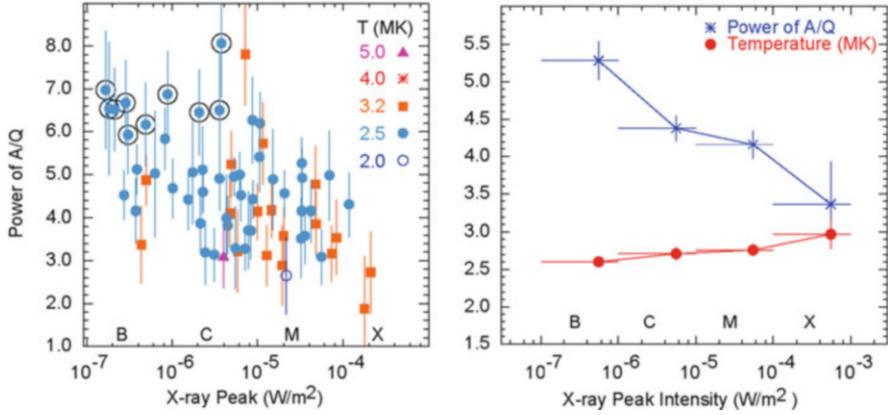 8.0
7.0
6.0
5.0
4.0
3.0
2.0
1.0
Power of A/Q
T (MK)
5.0
4.0
3.2
2.5
2.0
B C M X
10-7 10-6 10-5 10-4
X-ray Peak (W/m2)
Power of A/Q
Temperature (MK)
5.5
5.0
4.5
4.0
3.5
3.0
2.5
2.0
1.5
B C M X
10-7 10-6 10-5 10-4 10-3
X-ray Peak Intensity (W/m2)